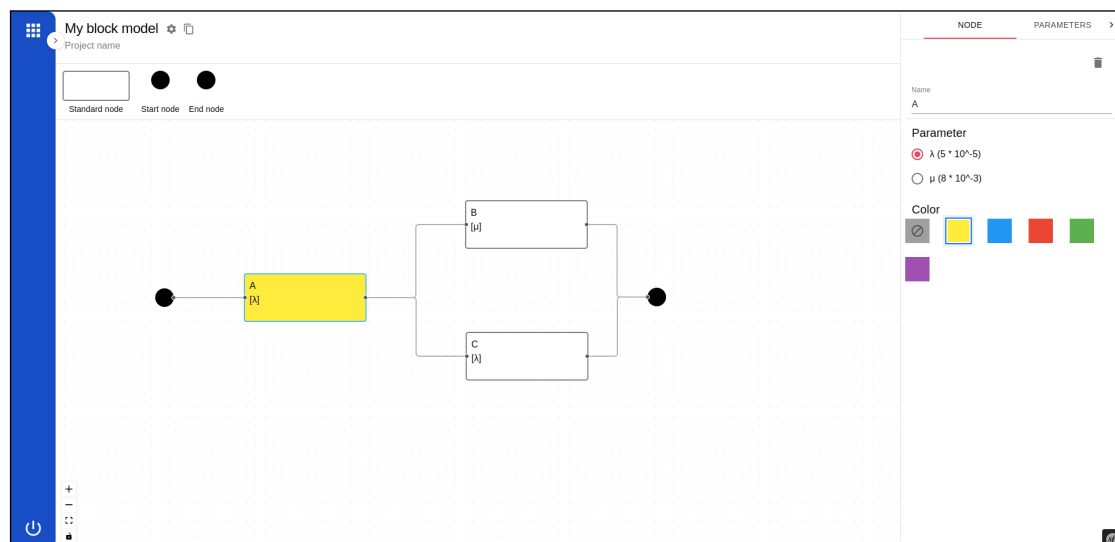 My block model
Project name
Standard node
Start node
End node
A
[λ]
B
[μ]
C
[λ]
NODE
PARAMETERS
Name
A
Parameter
λ (5 * 10^-5)
μ (8 * 10^-3)
Color